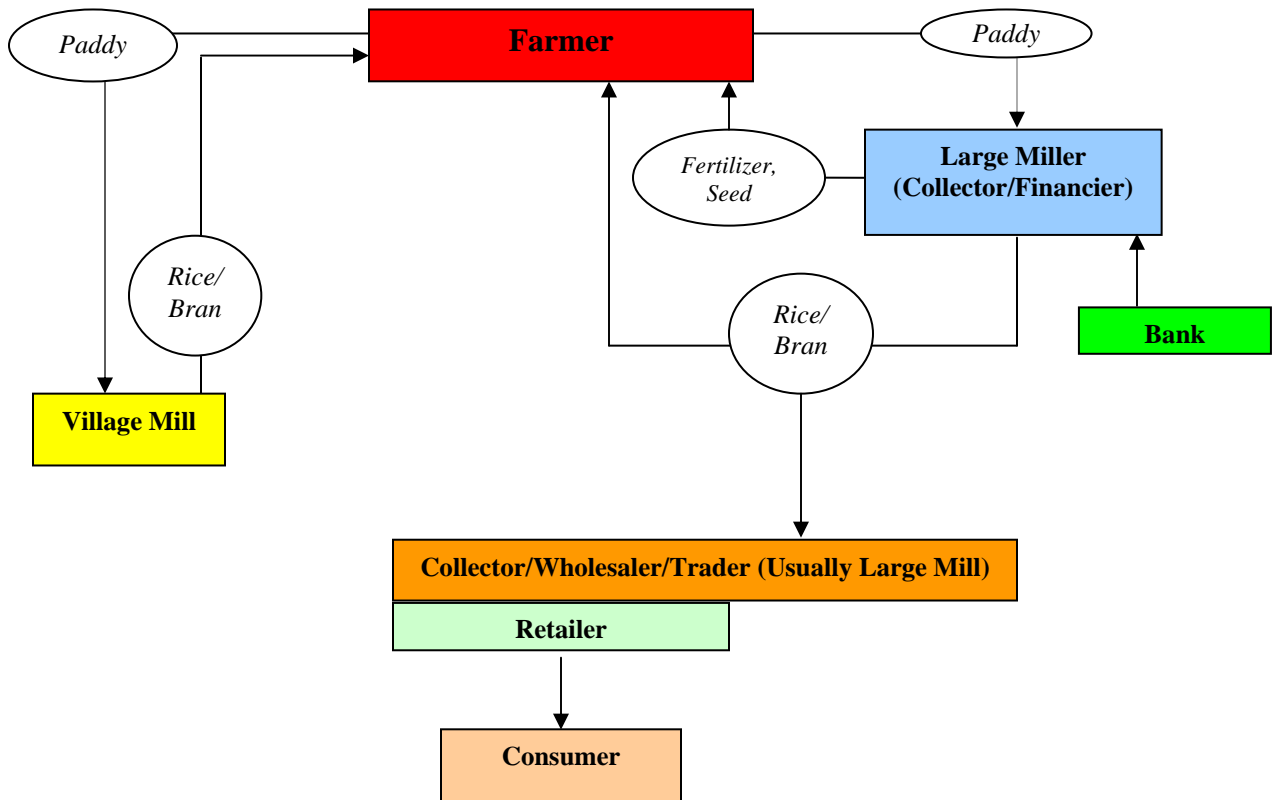 Paddy
Farmer
Paddy
Large Miller
(Collector/Financier)
Fertilizer,
Seed
Rice/
Bran
Rice/
Bran
Bank
Village Mill
Collector/Wholesaler/Trader (Usually Large Mill)
Retailer
Consumer